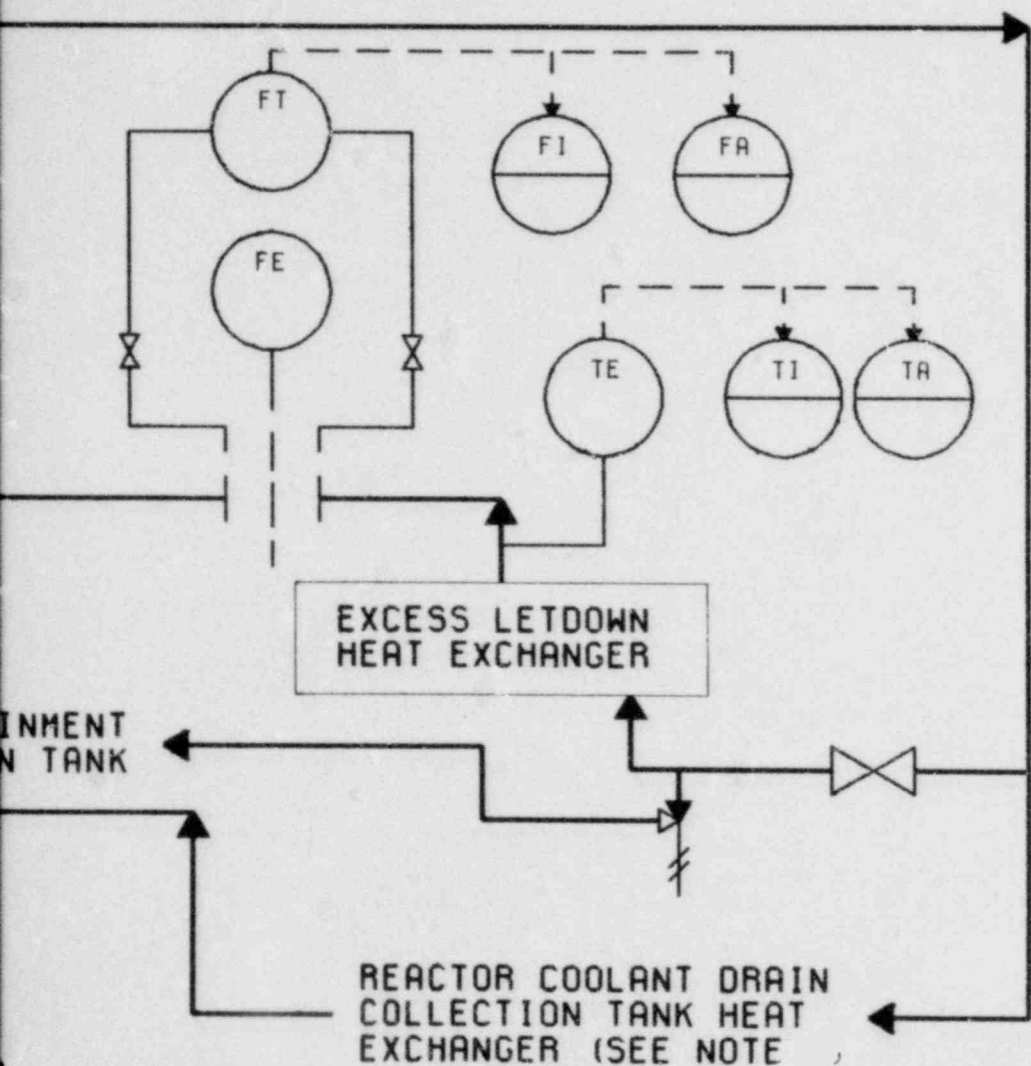 FT
FI
FA
FE
TE
TI
TA
EXCESS LETDOWN
HEAT EXCHANGER
INMENT
N TANK
REACTOR COOLANT DRAIN
COLLECTION TANK HEAT
EXCHANGER (SEE NOTE